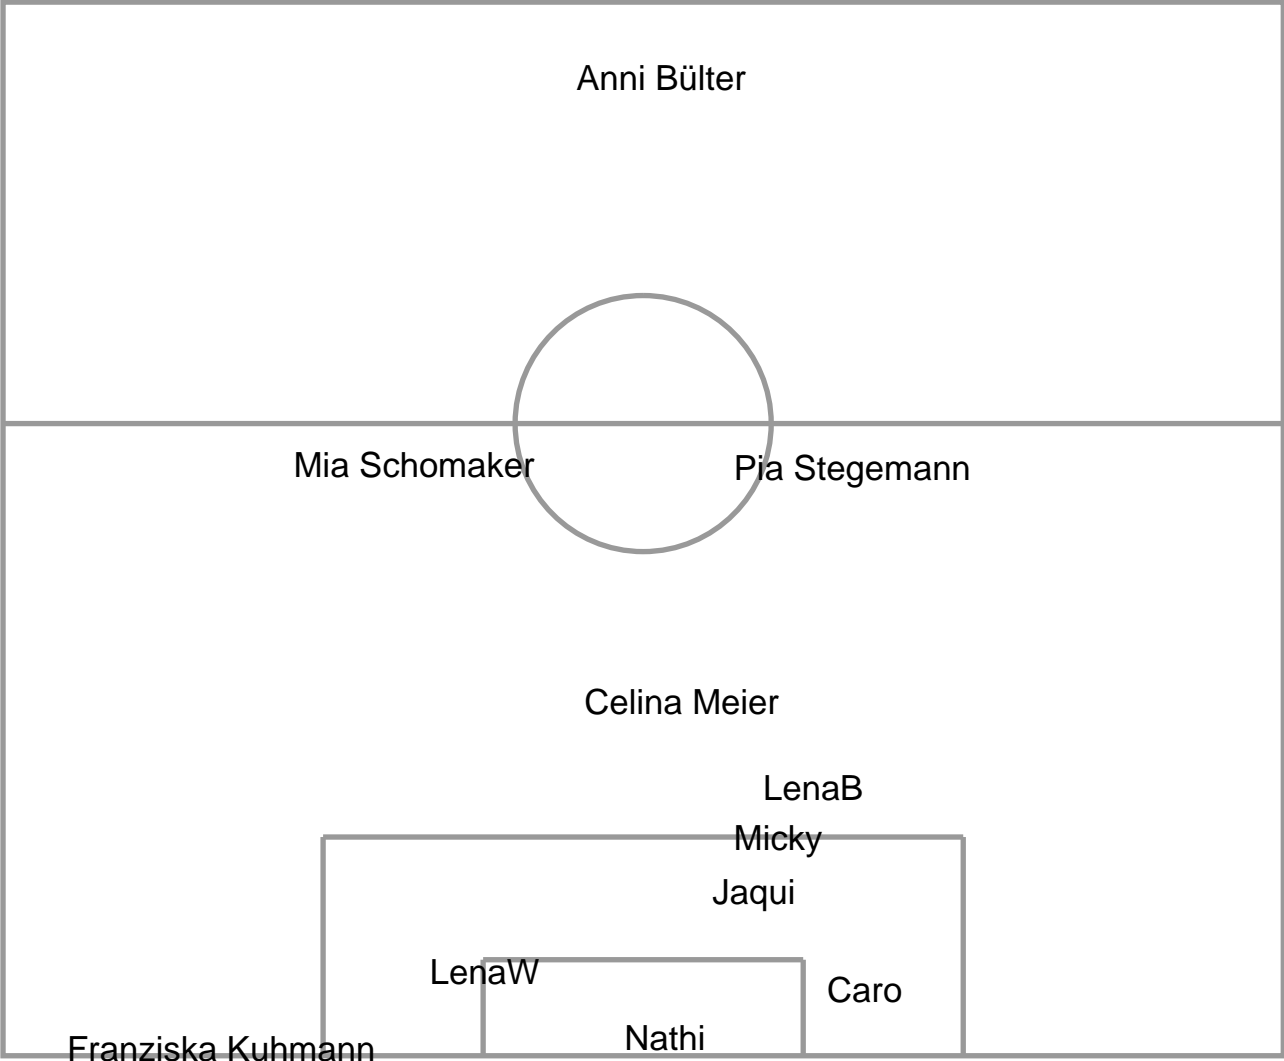 Anni Bülter
Mia Schomaker
Pia Stegemann
Celina Meier
LenaB
Micky
Jaqui
LenaW
Caro
Nathi
Franziska Kuhmann